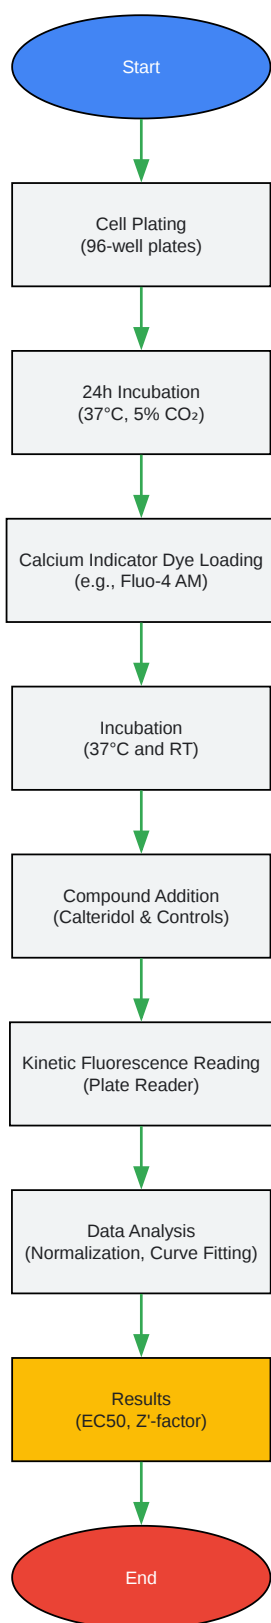 Start
Cell Plating
(96-well plates)
24h Incubation
(37°C, 5% CO₂)
Calcium Indicator Dye Loading
(e.g., Fluo-4 AM)
Incubation
(37°C and RT)
Compound Addition
(Calteridol & Controls)
Kinetic Fluorescence Reading
(Plate Reader)
Data Analysis
(Normalization, Curve Fitting)
Results
(EC50, Z'-factor)
End